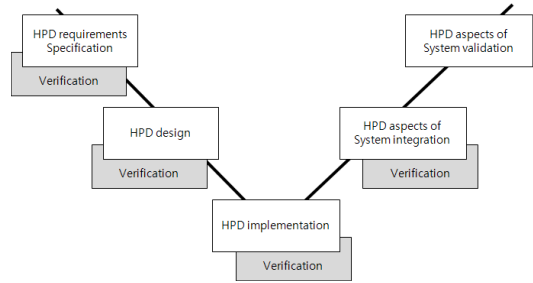 HPD requirements
Specification
Verification
HPD aspects of
System validation
HPD design
Verification
HPD aspects of
System integration
Verification
HPD implementation
Verification